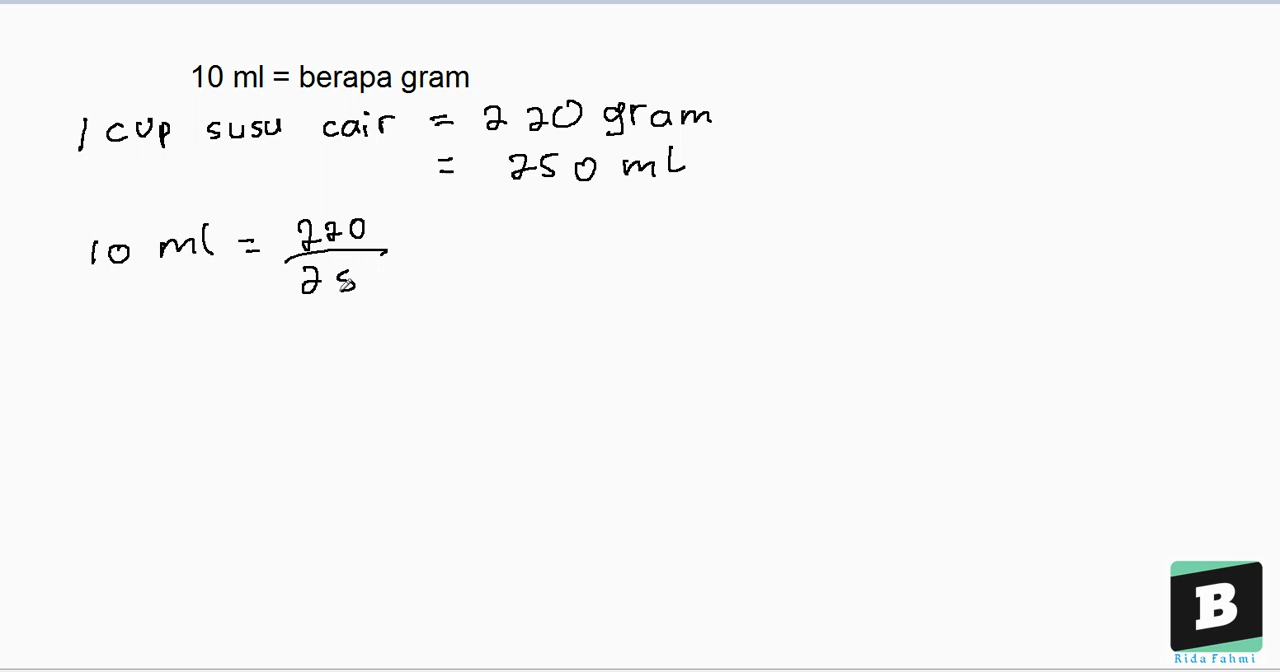 10 ml = berapa gram
1 cup susu cair = 220 gram
= 250 ml
10 ml = 220
25
B
Rida Fahmi